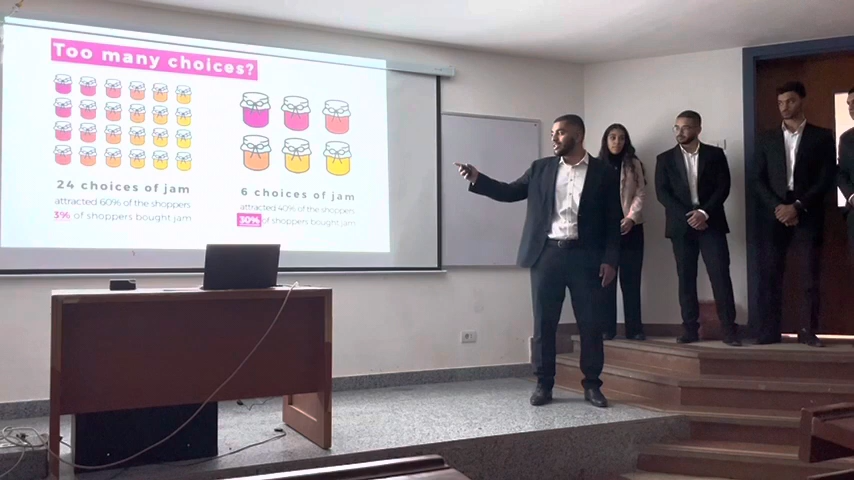 Too many choices?
24 choices of jam
attracted 60% of the shoppers
3% of shoppers bought jam
6 choices of jam
attracted 40% of the shoppers
30% of shoppers bought jam